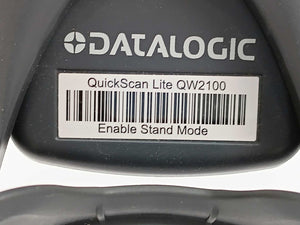 DATALOGIC
QuickScan Lite QW2100
Enable Stand Mode